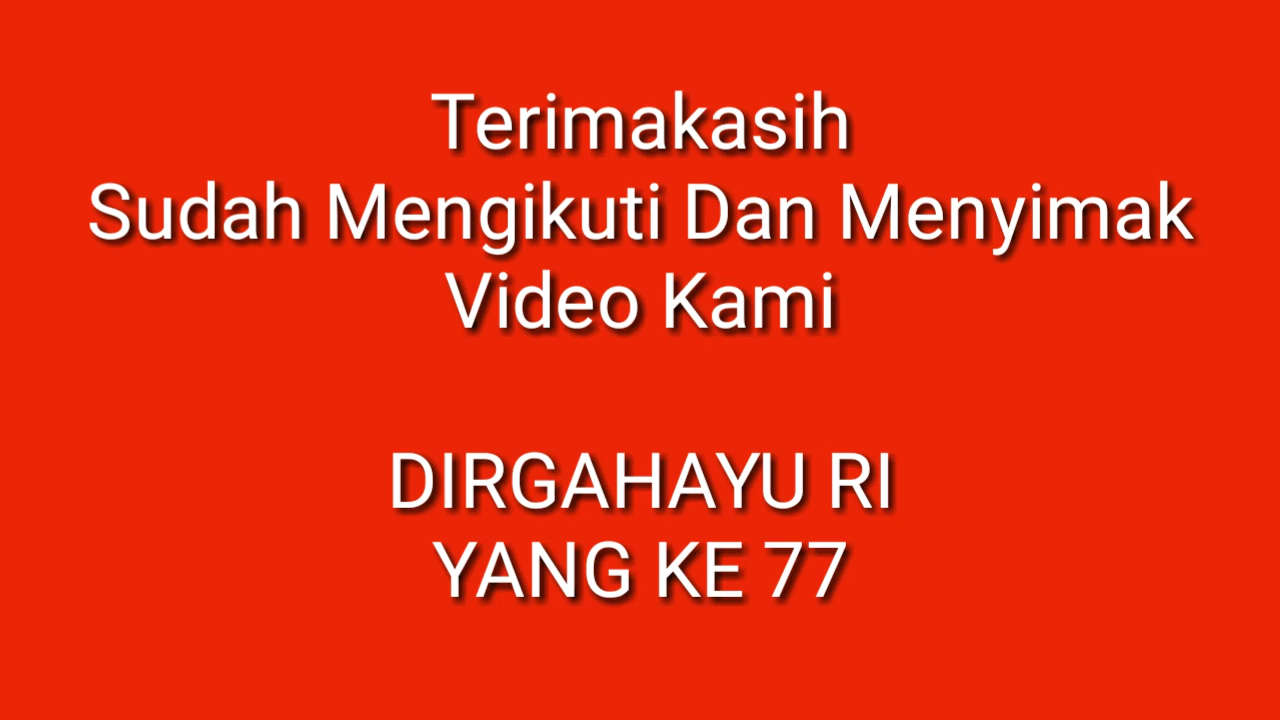 Terimakasih
Sudah Mengikuti Dan Menyimak
Video Kami
DIRGAHAYU RI
YANG KE 77